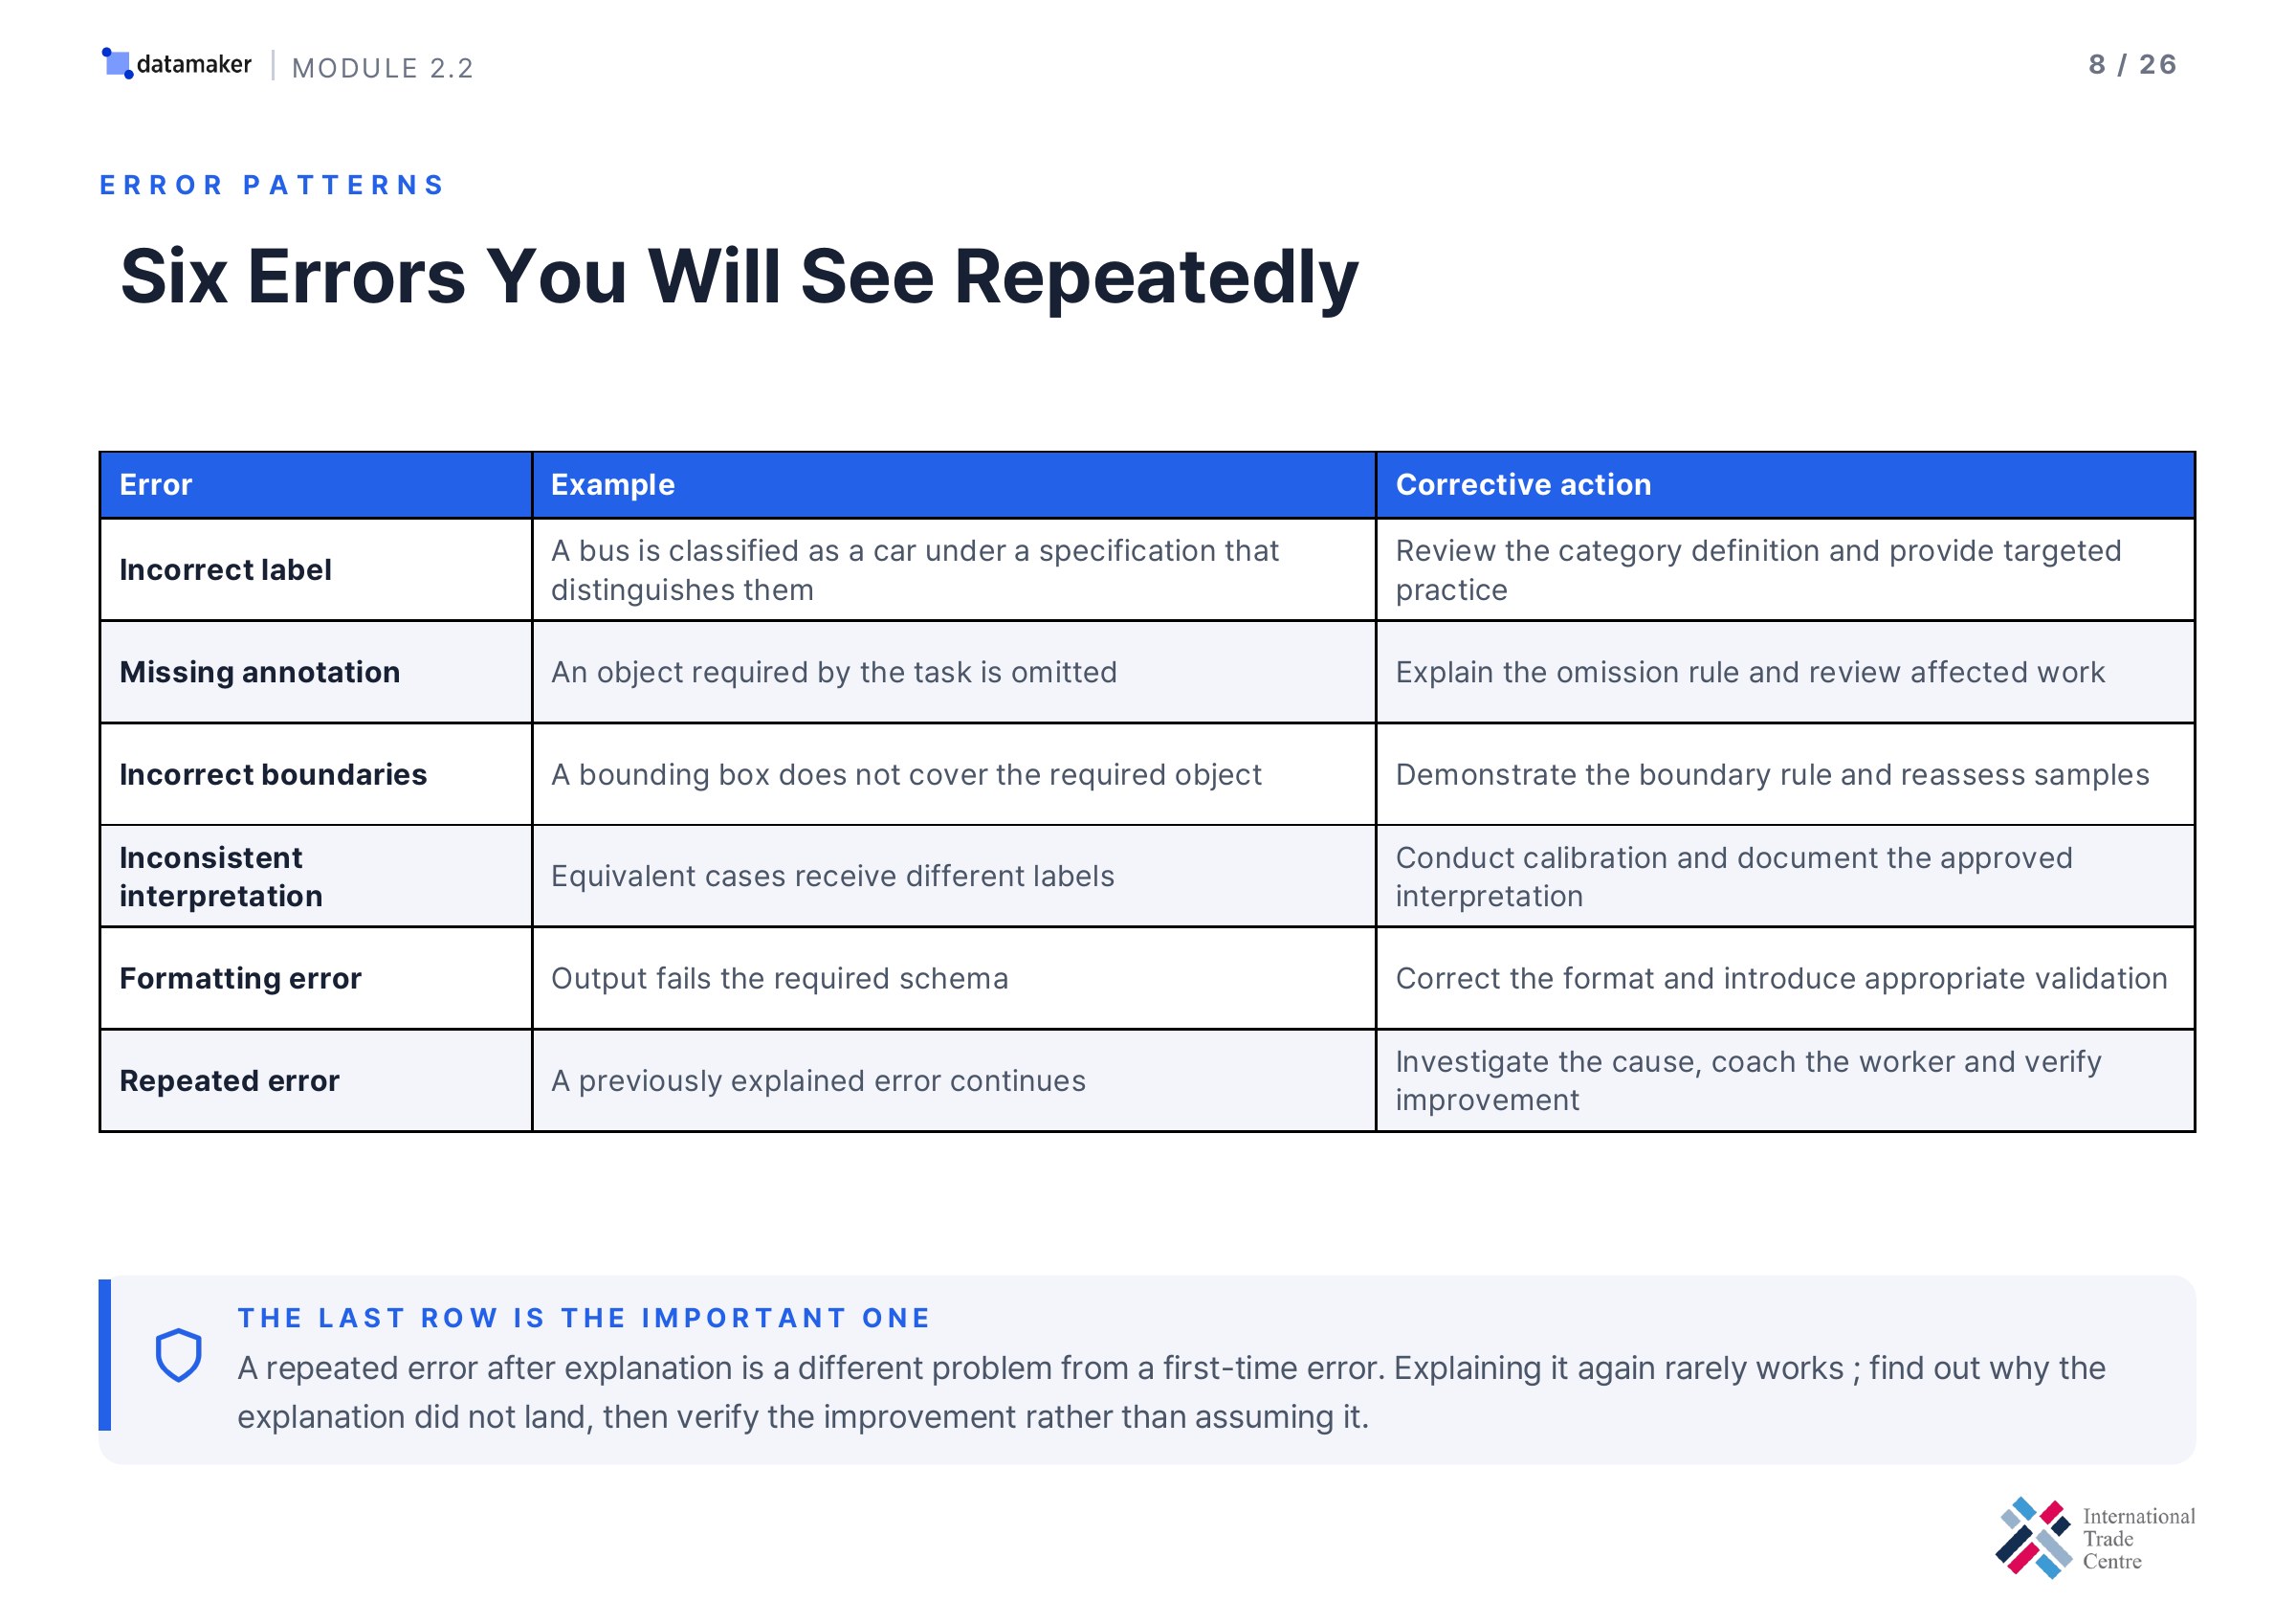 datamaker | MODULE 2.2
8 / 26
ERROR PATTERNS
Six Errors You Will See Repeatedly
Error
Example
Corrective action
Incorrect label
A bus is classified as a car under a specification that
distinguishes them
Review the category definition and provide targeted
practice
Missing annotation
An object required by the task is omitted
Explain the omission rule and review affected work
Incorrect boundaries
A bounding box does not cover the required object
Demonstrate the boundary rule and reassess samples
Inconsistent
interpretation
Equivalent cases receive different labels
Conduct calibration and document the approved
interpretation
Formatting error
Output fails the required schema
Correct the format and introduce appropriate validation
Repeated error
A previously explained error continues
Investigate the cause, coach the worker and verify
improvement
THE LAST ROW IS THE IMPORTANT ONE
A repeated error after explanation is a different problem from a first-time error. Explaining it again rarely works ; find out why the
explanation did not land, then verify the improvement rather than assuming it.
International
Trade
Centre